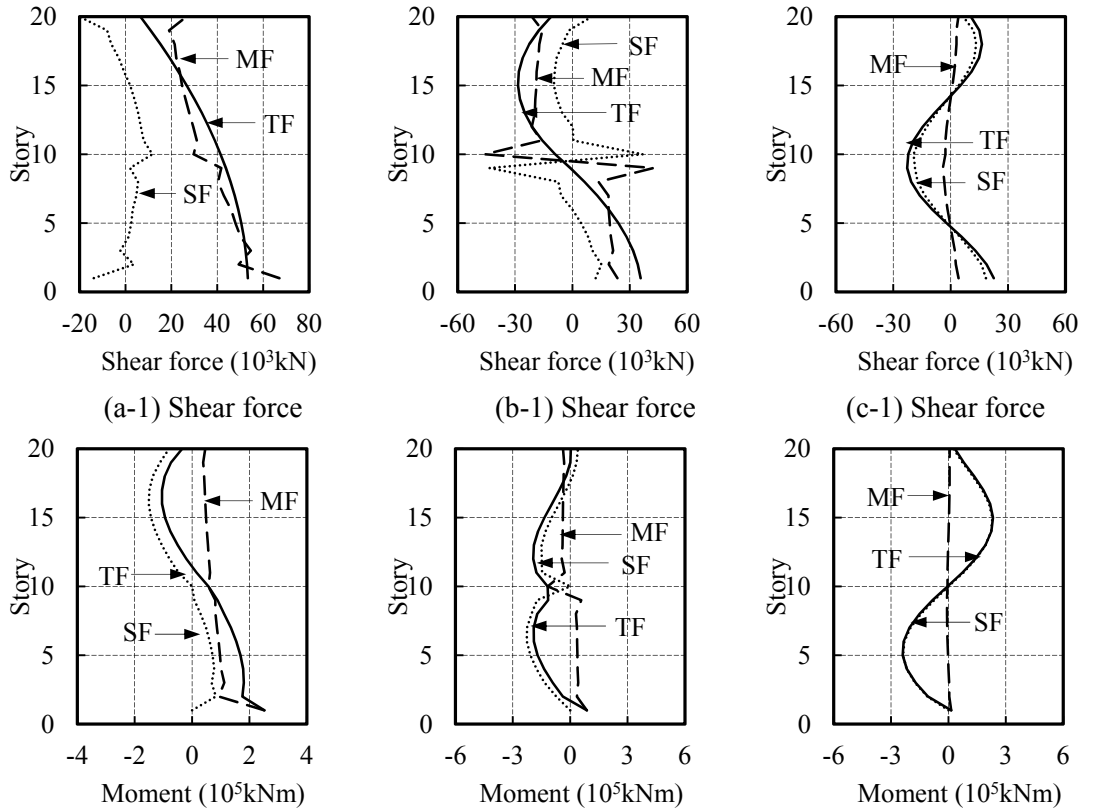 20
15
10
5
0
Story
MF
TF
SF
-20 0 20 40 60 80
Shear force (10³kN)
(a-1) Shear force
20
15
10
5
0
Story
SF
MF
TF
-60 -30 0 30 60
Shear force (10³kN)
(b-1) Shear force
20
15
10
5
0
Story
MF
TF
SF
-60 -30 0 30 60
Shear force (10³kN)
(c-1) Shear force
20
15
10
5
0
Story
MF
TF
SF
-4 -2 0 2 4
Moment (10⁵kNm)
20
15
10
5
0
Story
MF
SF
TF
-6 -3 0 3 6
Moment (10⁵kNm)
20
15
10
5
0
Story
MF
TF
SF
-6 -3 0 3 6
Moment (10⁵kNm)